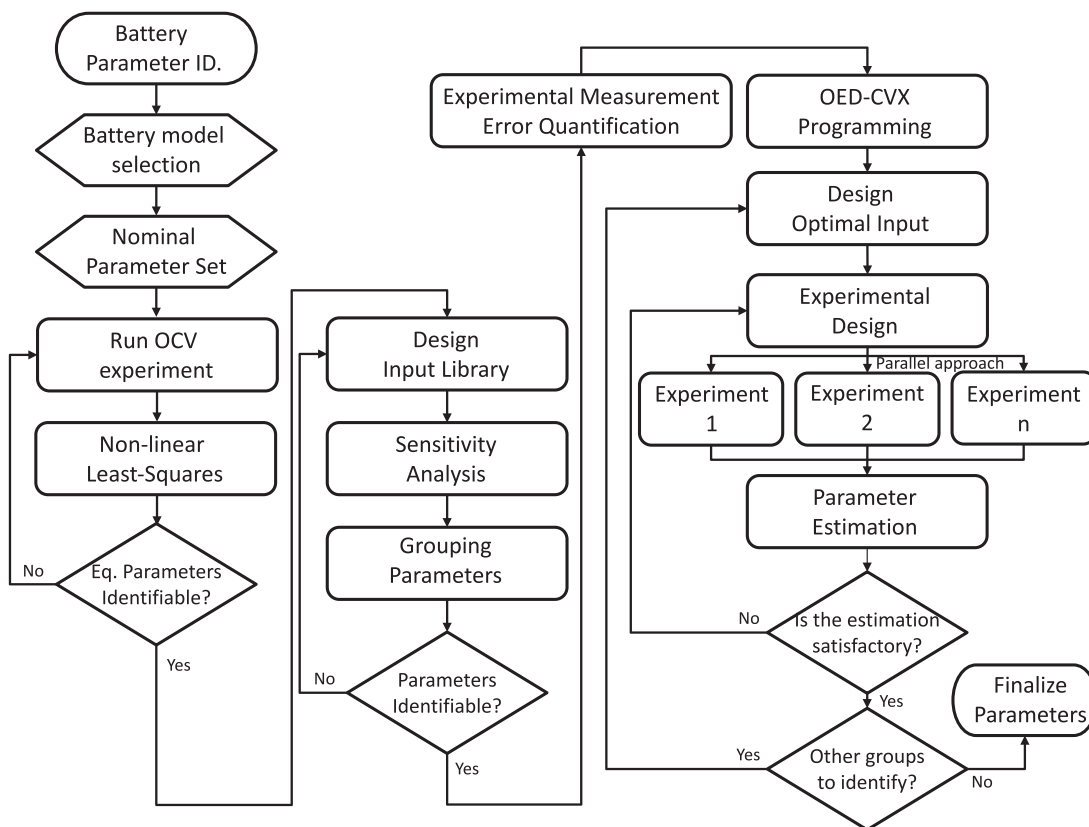 Battery
Parameter ID.
Battery model
selection
Nominal
Parameter Set
Run OCV
experiment
Non-linear
Least-Squares
No
Eq. Parameters
Identifiable?
Yes
Design
Input Library
Sensitivity
Analysis
Grouping
Parameters
No
Parameters
Identifiable?
Yes
Experimental Measurement
Error Quantification
OED-CVX
Programming
Design
Optimal Input
Experimental
Design
Parallel approach
Experiment
1
Experiment
2
Experiment
n
Parameter
Estimation
No
Is the estimation
satisfactory?
Yes
Finalize
Parameters
Yes
Other groups
to identify?
No